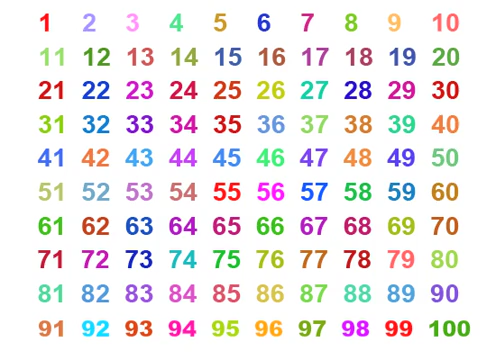 1 2 3 4 5 6 7 8 9 10
11 12 13 14 15 16 17 18 19 20
21 22 23 24 25 26 27 28 29 30
31 32 33 34 35 36 37 38 39 40
41 42 43 44 45 46 47 48 49 50
51 52 53 54 55 56 57 58 59 60
61 62 63 64 65 66 67 68 69 70
71 72 73 74 75 76 77 78 79 80
81 82 83 84 85 86 87 88 89 90
91 92 93 94 95 96 97 98 99 100